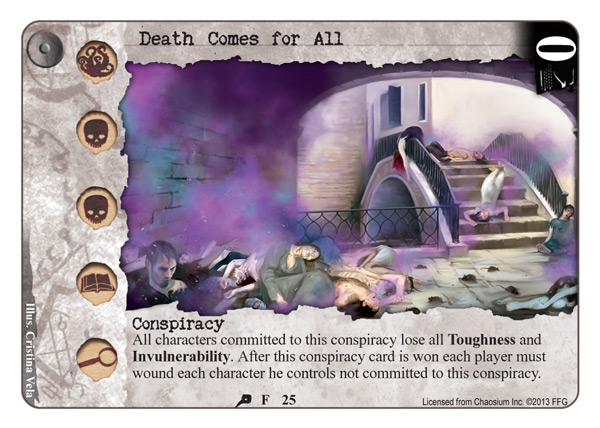 Death Comes for All
0
Conspiracy
All characters committed to this conspiracy lose all Toughness and
Invulnerability. After this conspiracy card is won each player must
wound each character he controls not committed to this conspiracy.
Illus. Cristina Vela
F 25
Licensed from Chaosium Inc. ©2013 FFG